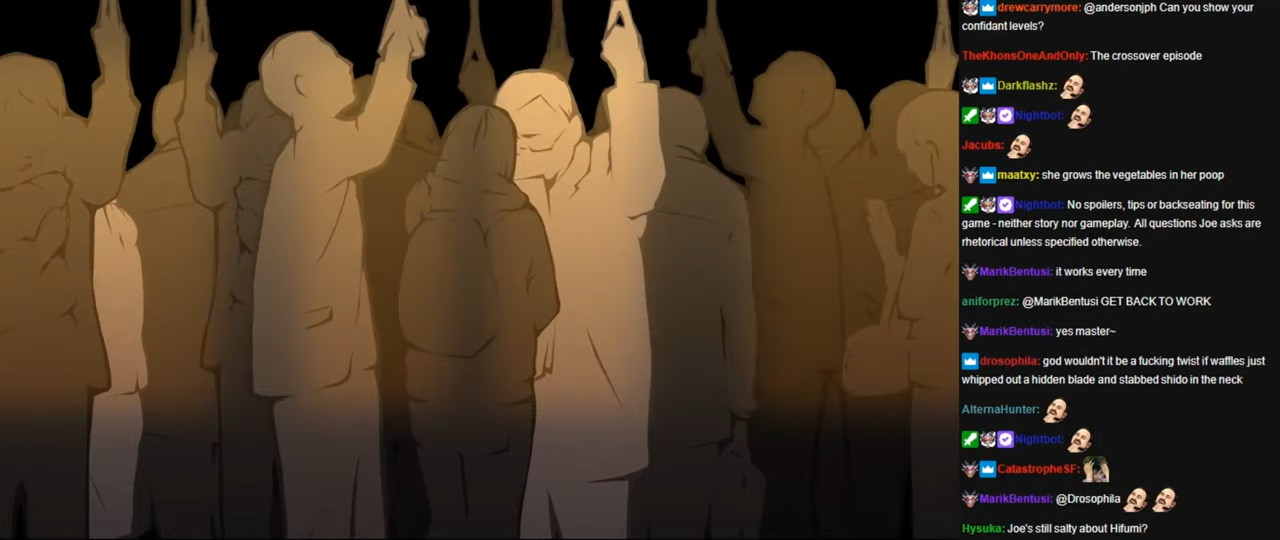 drewcarrymore: @andersonjph Can you show your
confidant levels?
TheKhonsOneAndOnly: The crossover episode
Darkflashz:
Nightbot:
Jacubs:
maatxy: she grows the vegetables in her poop
Nightbot: No spoilers, tips or backseating for this
game - neither story nor gameplay. All questions Joe asks are
rhetorical unless specified otherwise.
MarikBentusi: it works every time
aniforprez: @MarikBentusi GET BACK TO WORK
MarikBentusi: yes master~
drosophila: god wouldn't it be a fucking twist if waffles just
whipped out a hidden blade and stabbed shido in the neck
AlternaHunter:
Nightbot:
CatastropheSF:
MarikBentusi: @Drosophila
Hysuka: Joe's still salty about Hifumi?